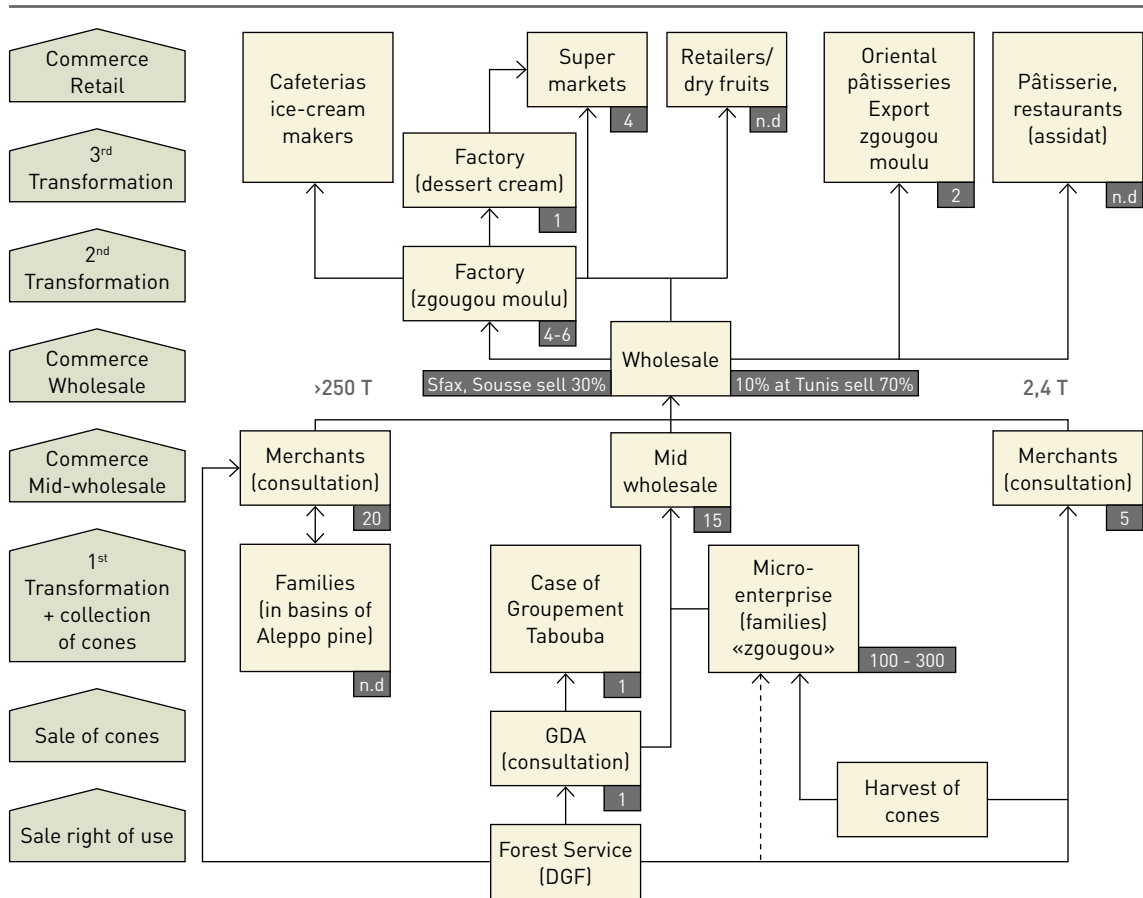 Commerce
Retail
Cafeterias
ice-cream
makers
Super
markets
4
Retailers/
dry fruits
n.d
Oriental
pâtisseries
Export
zgougou
moulu
2
Pâtisserie,
restaurants
(assidat)
n.d
3rd
Transformation
Factory
(dessert cream)
1
2nd
Transformation
Factory
(zgougou moulu)
4-6
Commerce
Wholesale
›250 T
Sfax, Sousse sell 30%
Wholesale
10% at Tunis sell 70%
2,4 T
Commerce
Mid-wholesale
Merchants
(consultation)
20
Mid
wholesale
15
Merchants
(consultation)
5
1st
Transformation
+ collection
of cones
Families
(in basins of
Aleppo pine)
n.d
Case of
Groupement
Tabouba
1
Micro-
enterprise
(families)
«zgougou»
100 - 300
Sale of cones
GDA
(consultation)
1
Harvest of
cones
Sale right of use
Forest Service
(DGF)